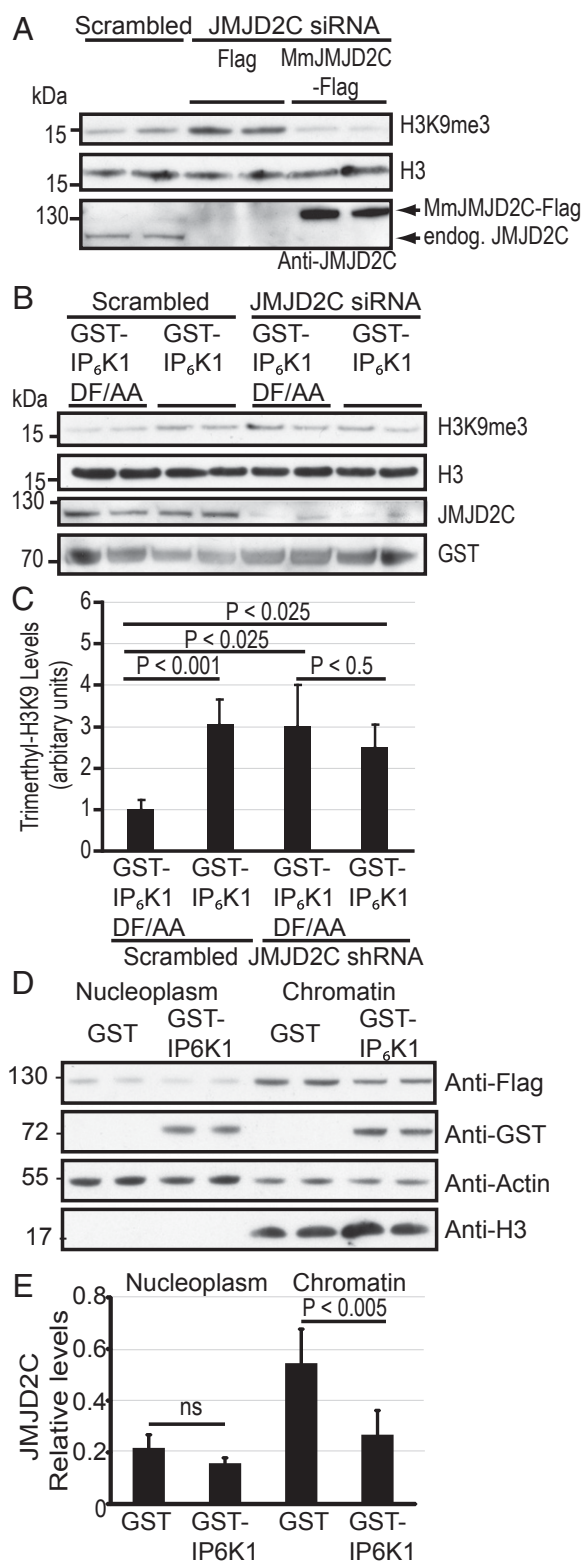 A
Scrambled JMJD2C siRNA
Flag MmJMJD2C
-Flag
kDa
15 H3K9me3
15 H3
130 MmJMJD2C-Flag
endog. JMJD2C
Anti-JMJD2C
B
Scrambled JMJD2C siRNA
GST- GST- GST- GST-
IP₆K1 IP₆K1 IP₆K1 IP₆K1
DF/AA DF/AA
kDa
15 H3K9me3
15 H3
130 JMJD2C
70 GST
C
Trimerthyl-H3K9 Levels
(arbitary units)
6
5
4
3
2
1
0
P < 0.025
P < 0.025
P < 0.001 P < 0.5
GST- GST- GST- GST-
IP₆K1 IP₆K1 IP₆K1 IP₆K1
DF/AA DF/AA
Scrambled JMJD2C shRNA
D
Nucleoplasm Chromatin
GST GST- GST GST-
IP6K1 IP₆K1
130 Anti-Flag
72 Anti-GST
55 Anti-Actin
17 Anti-H3
E
Nucleoplasm Chromatin
JMJD2C
Relative levels
0.8
0.6
0.4
0.2
0
ns
P < 0.005
GST GST- GST GST-
IP6K1 IP6K1